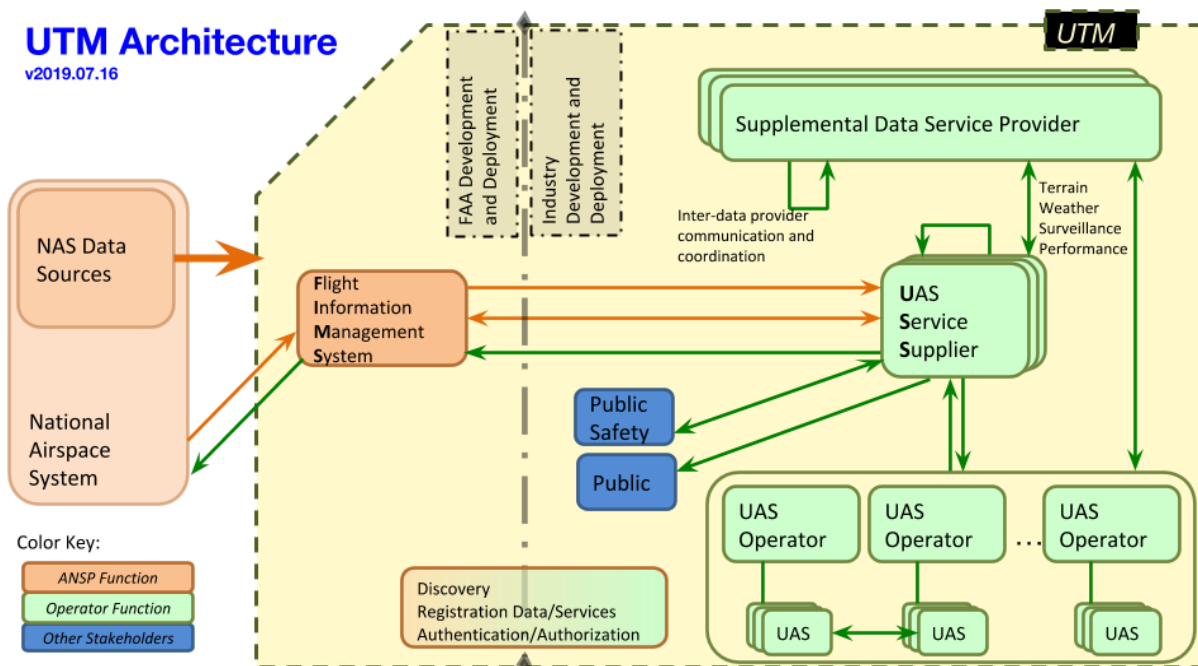 UTM Architecture
v2019.07.16
UTM
FAA Development
and Deployment
Industry
Development and
Deployment
Supplemental Data Service Provider
Inter-data provider
communication and
coordination
Terrain
Weather
Surveillance
Performance
NAS Data
Sources
National
Airspace
System
Flight
Information
Management
System
UAS
Service
Supplier
Public
Safety
Public
UAS
Operator
UAS
Operator
...
UAS
Operator
UAS
UAS
UAS
Discovery
Registration Data/Services
Authentication/Authorization
Color Key:
ANSP Function
Operator Function
Other Stakeholders